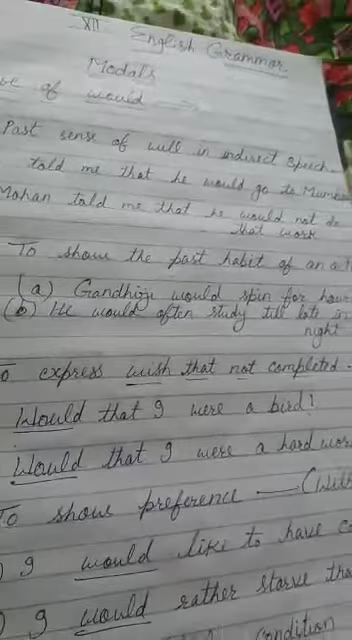 XII
English Grammar
Modals
of would
Past sense of will in indirect speech.
told me that he would go to
Mohan told me that he would not do
that work
To show the past habit of an
(a) Gandhiji would spin for
(b) He would often study till late in
night
express wish that not completed.
Would that I were a bird!
Would that I were a hard
To show preference — (
I would like to have
I would rather starve
condition